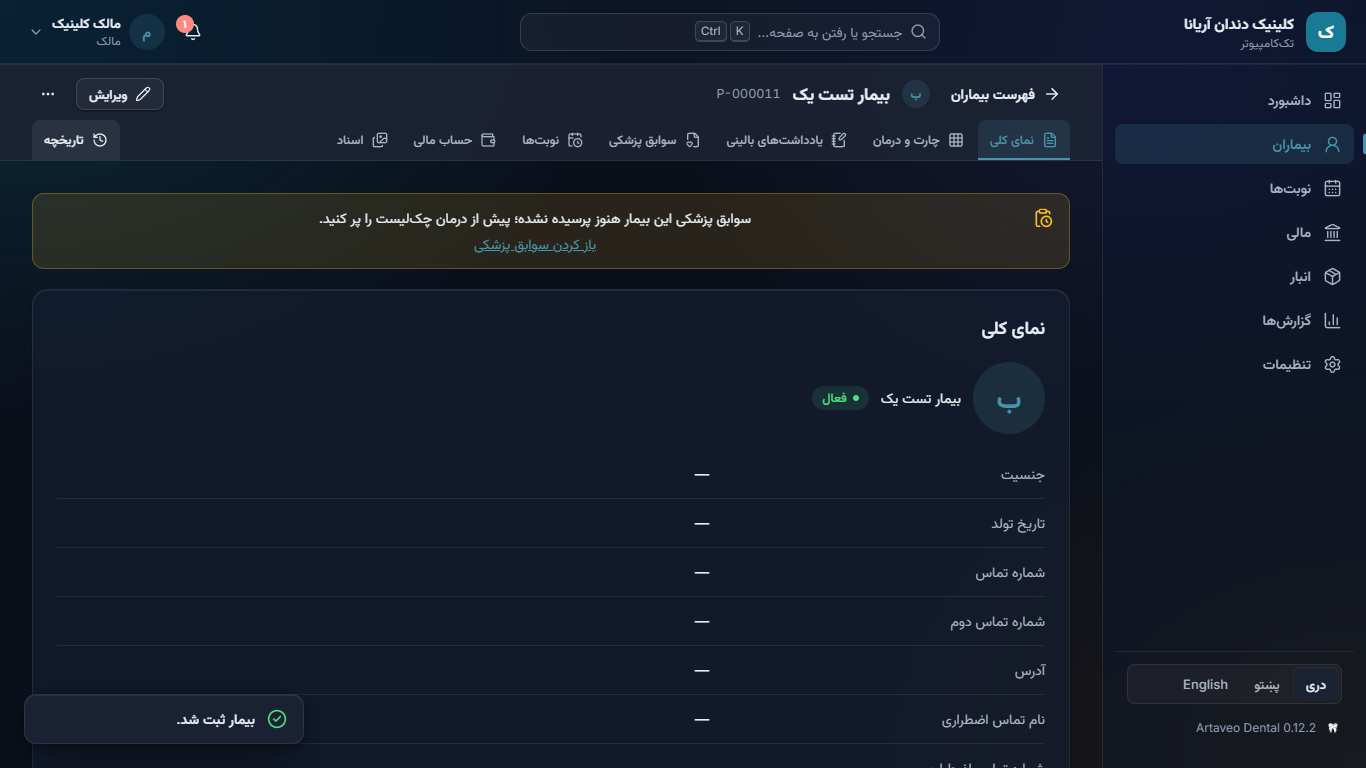 کلینیک دندان آریانا
تک‌کامپیوتر
ک
جستجو یا رفتن به صفحه...
Ctrl K
۱
م
مالک کلینیک
مالک
داشبورد
بیماران
نوبت‌ها
مالی
انبار
گزارش‌ها
تنظیمات
دری پښتو English
Artaveo Dental 0.12.2
فهرست بیماران
ب
بیمار تست یک
P-000011
ویرایش
نمای کلی
چارت و درمان
یادداشت‌های بالینی
سوابق پزشکی
نوبت‌ها
حساب مالی
اسناد
تاریخچه
سوابق پزشکی این بیمار هنوز پرسیده نشده؛ پیش از درمان چک‌لیست را پر کنید.
باز کردن سوابق پزشکی
نمای کلی
ب
بیمار تست یک
فعال
جنسیت —
تاریخ تولد —
شماره تماس —
شماره تماس دوم —
آدرس —
نام تماس اضطراری —
بیمار ثبت شد.